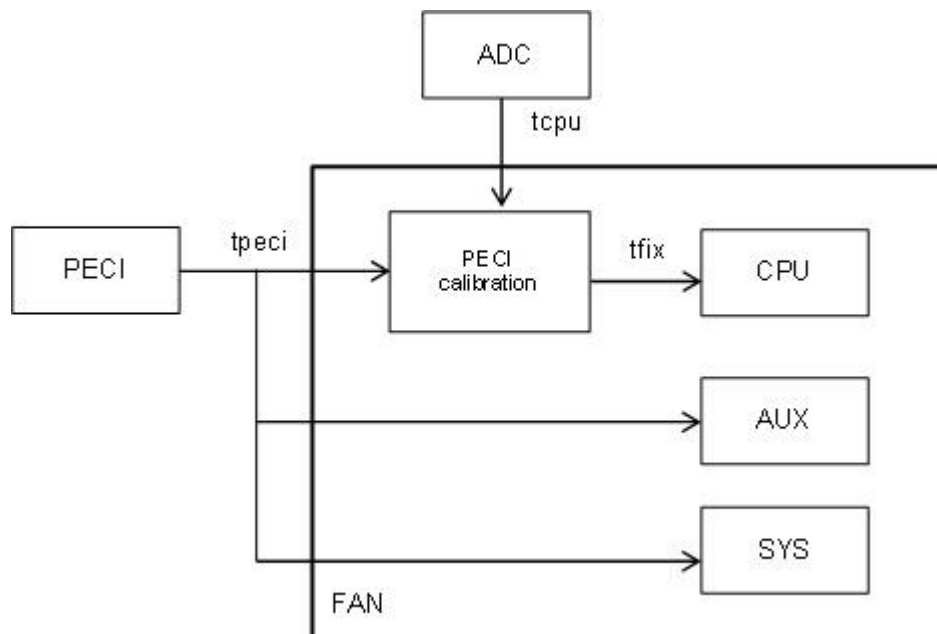 ADC
tcpu
tpeci
PECI
PECI
calibration
tfix
CPU
AUX
SYS
FAN